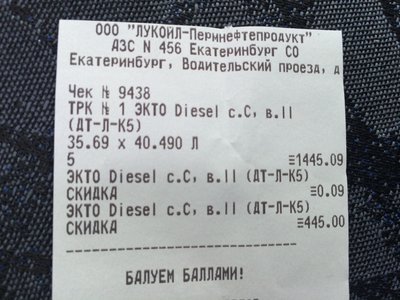 ООО "ЛУКОЙЛ-Пермнефтепродукт"
АЗС N 456 Екатеринбург СО
Екатеринбург, Водительский проезд, д
Чек № 9438
ТРК № 1 ЭКТО Diesel с.С, в.II
(ДТ-Л-К5)
35.69 x 40.490 Л
5 ≡1445.09
ЭКТО Diesel с.С, в.II (ДТ-Л-К5)
СКИДКА ≡0.09
ЭКТО Diesel с.С, в.II (ДТ-Л-К5)
СКИДКА ≡445.00
БАЛУЕМ БАЛЛАМИ!